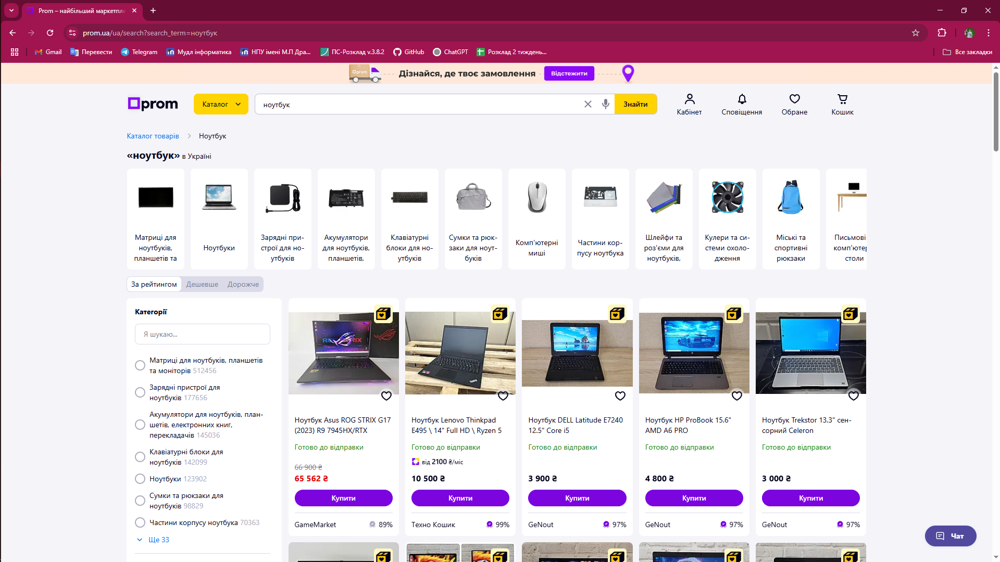 Prom – найбільший маркетпле
prom.ua/ua/search?search_term=ноутбук
Gmail
Перевести
Telegram
Мудл інформатика
НПУ імені М.П Дра...
ПС-Розклад v.3.8.2
GitHub
ChatGPT
Розклад 2 тиждень...
Все закладки
prom
Дізнайся, де твоє замовлення
Відстежити
prom
Каталог
ноутбук
Знайти
Кабінет
Сповіщення
Обране
Кошик
Каталог товарів
Ноутбук
«ноутбук» в Україні
Матриці для
ноутбуків,
планшетів та
Ноутбуки
Зарядні при-
строї для но-
утбуків
Акумулятори
для ноутбуків,
планшетів,
Клавіатурні
блоки для но-
утбуків
Сумки та рюк-
заки для ноут-
буків
Комп'ютерні
миші
Частини кор-
пусу ноутбука
Шлейфи та
роз'єми для
ноутбуків,
Кулери та си-
стеми охоло-
дження
Міські та
спортивні
рюкзаки
Письмові
комп'ютер
столи
За рейтингом
Дешевше
Дорожче
Категорії
Я шукаю...
Матриці для ноутбуків, планшетів
та моніторів 512456
Зарядні пристрої для
ноутбуків 177656
Акумулятори для ноутбуків, план-
шетів, електронних книг,
перекладачів 145036
Клавіатурні блоки для
ноутбуків 142099
Ноутбуки 123902
Сумки та рюкзаки для
ноутбуків 98829
Частини корпусу ноутбука 70363
Ще 33
Ноутбук Asus ROG STRIX G17
(2023) R9 7945HX/RTX
Готово до відправки
66 900 ₴
65 562 ₴
Купити
GameMarket
89%
Ноутбук Lenovo Thinkpad
E495 \ 14" Full HD \ Ryzen 5
Готово до відправки
від 2100 ₴/міс
10 500 ₴
Купити
Техно Кошик
99%
Ноутбук DELL Latitude E7240
12.5" Core i5
Готово до відправки
3 900 ₴
Купити
GeNout
97%
Ноутбук HP ProBook 15.6"
AMD A6 PRO
Готово до відправки
4 800 ₴
Купити
GeNout
97%
Ноутбук Trekstor 13.3" сен-
сорний Celeron
Готово до відправки
3 000 ₴
Купити
GeNout
97%
Чат